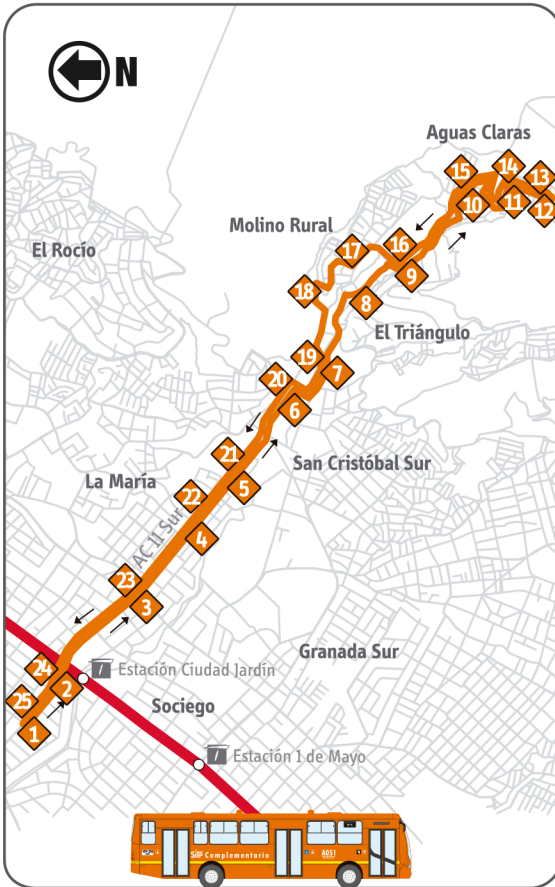 N
Aguas Claras
14
15
13
10
11
12
Molino Rural
El Rocío
17
16
9
18
8
El Triángulo
19
7
20
6
21
San Cristóbal Sur
La María
5
22
AC 11 Sur
4
23
3
Granada Sur
24
Estación Ciudad Jardín
2
25
Sociego
1
Estación 1 de Mayo
Complementario
A051